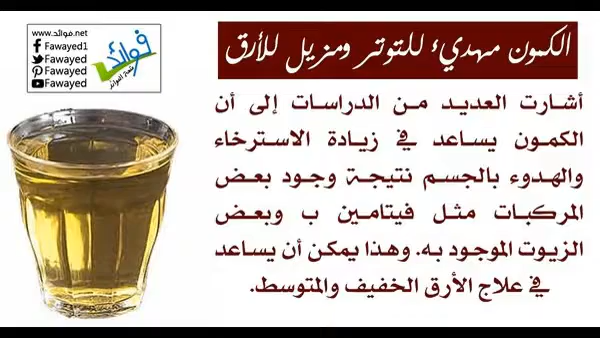 www.فوائد.net
Fawayed1
Fawayed
Fawayed
Fawayed
فوائد
الكمون مهديء للتوتر ومزيل للأرق
أشارت العديد من الدراسات إلى أن
الكمون يساعد في زيادة الاسترخاء
والهدوء بالجسم نتيجة وجود بعض
المركبات مثل فيتامين ب وبعض
الزيوت الموجود به. وهذا يمكن أن يساعد
في علاج الأرق الخفيف والمتوسط.